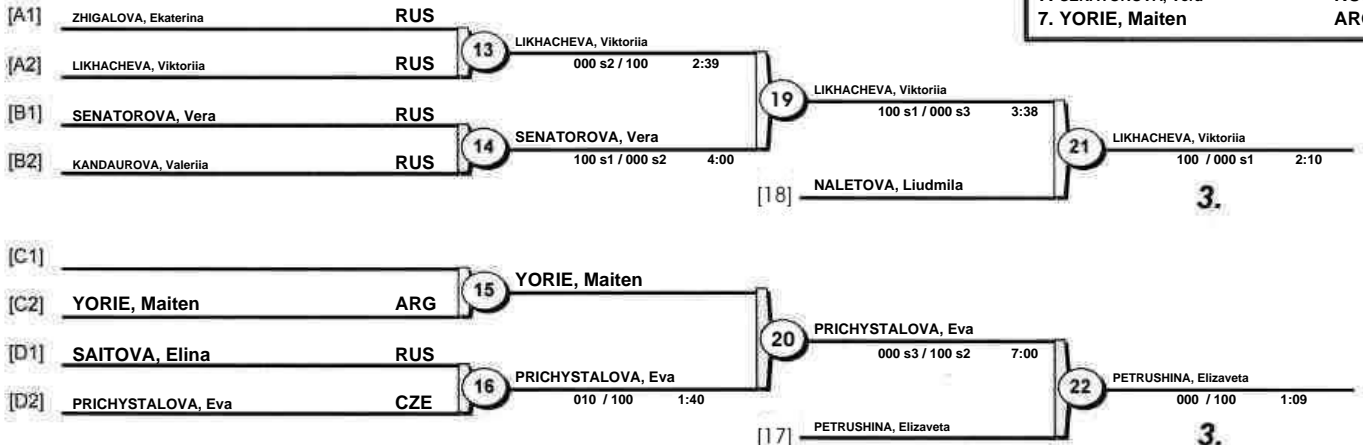 7. YORIE, Maiten
[A1] ZHIGALOVA, Ekaterina RUS
13 LIKHACHEVA, Viktoriia
000 s2 / 100 2:39
[A2] LIKHACHEVA, Viktoriia RUS
19 LIKHACHEVA, Viktoriia
100 s1 / 000 s3 3:38
[B1] SENATOROVA, Vera RUS
14 SENATOROVA, Vera
100 s1 / 000 s2 4:00
21 LIKHACHEVA, Viktoriia
100 / 000 s1 2:10
[B2] KANDAUROVA, Valeriia RUS
[18] NALETOVA, Liudmila
3.
[C1]
15 YORIE, Maiten
[C2] YORIE, Maiten ARG
20 PRICHYSTALOVA, Eva
000 s3 / 100 s2 7:00
[D1] SAITOVA, Elina RUS
16 PRICHYSTALOVA, Eva
010 / 100 1:40
22 PETRUSHINA, Elizaveta
000 / 100 1:09
[D2] PRICHYSTALOVA, Eva CZE
[17] PETRUSHINA, Elizaveta
3.